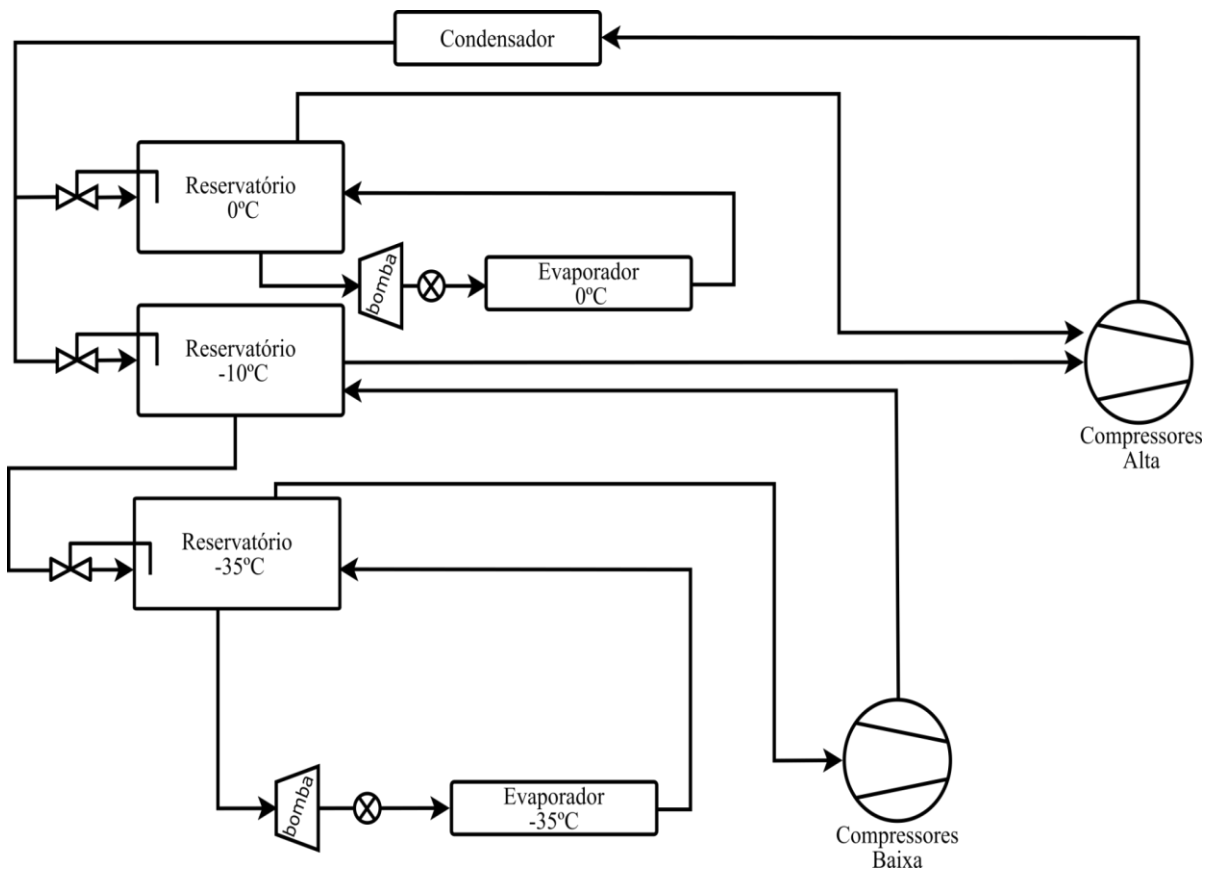 Condensador
Reservatório
0ºC
bomba
Evaporador
0ºC
Reservatório
-10ºC
Compressores
Alta
Reservatório
-35ºC
bomba
Evaporador
-35ºC
Compressores
Baixa